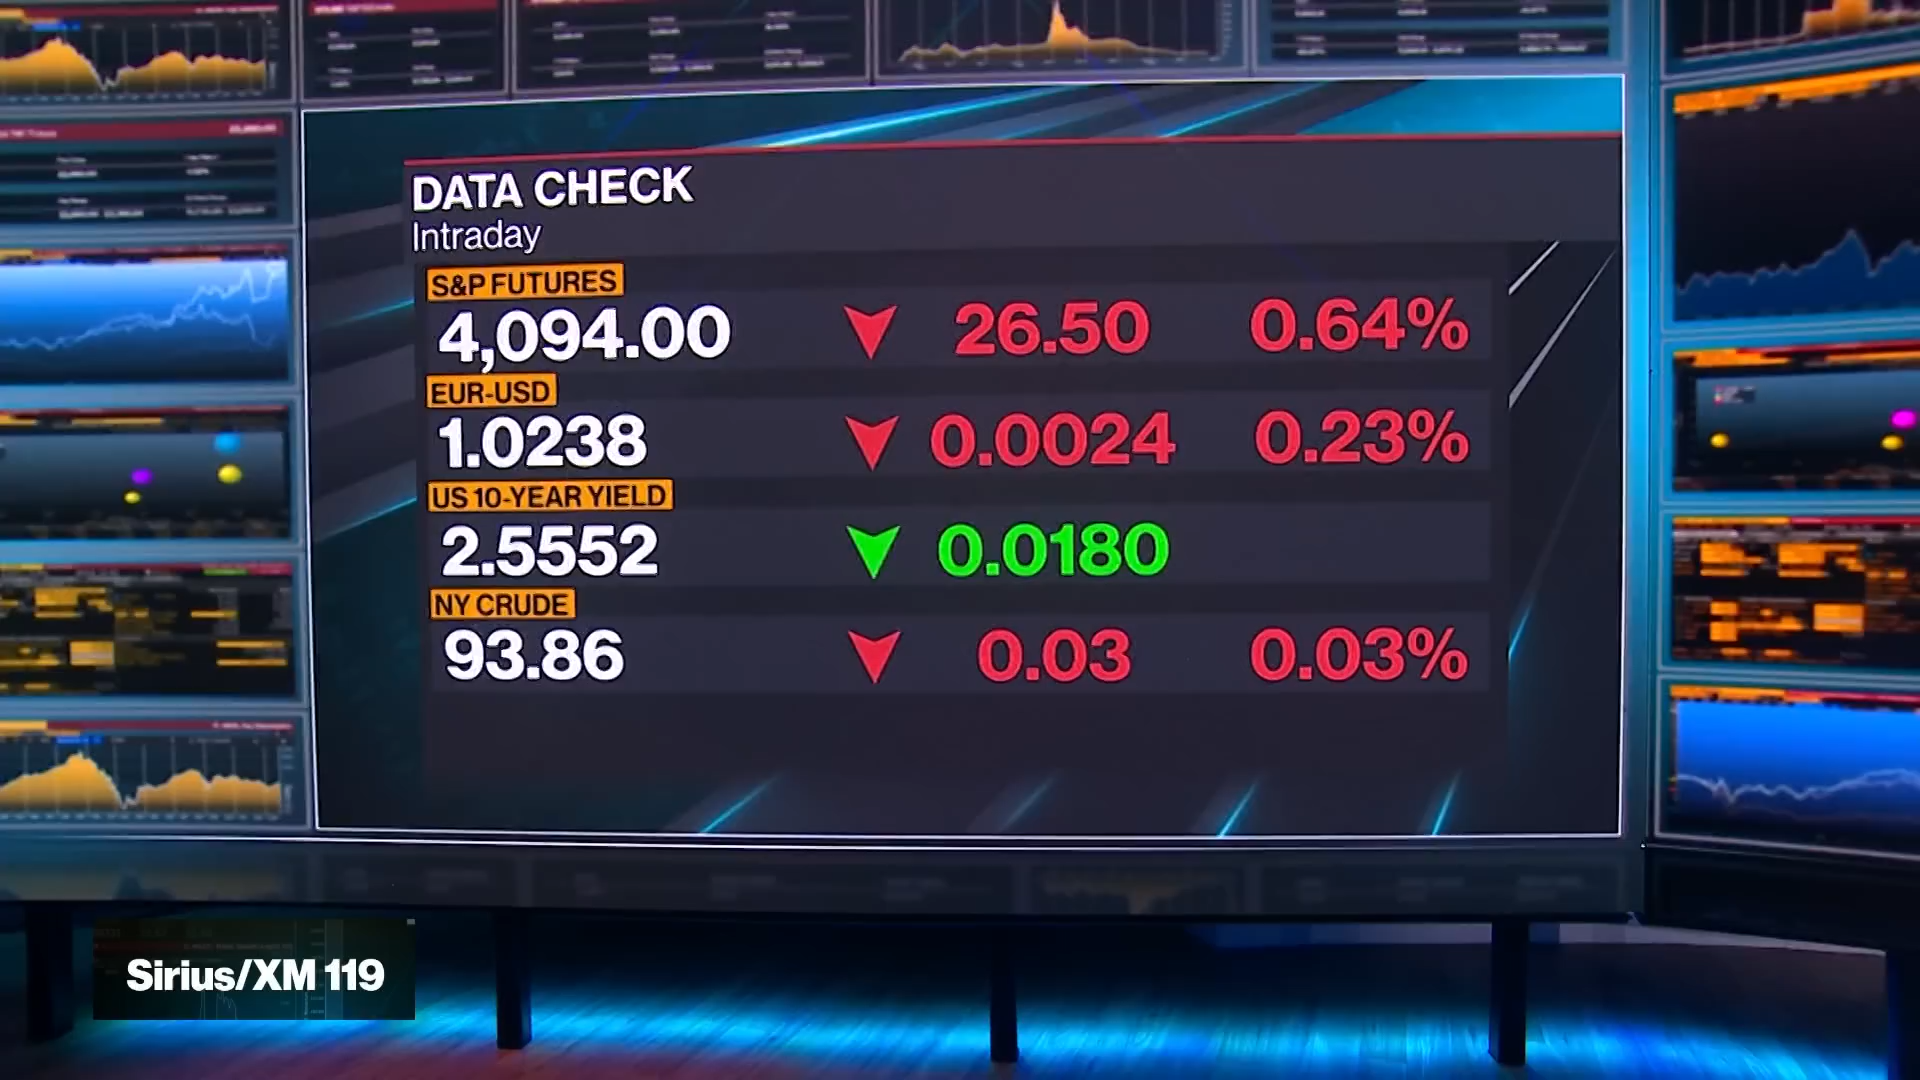 DATA CHECK
Intraday
S&P FUTURES
4,094.00 26.50 0.64%
EUR-USD
1.0238 0.0024 0.23%
US 10-YEAR YIELD
2.5552 0.0180
NY CRUDE
93.86 0.03 0.03%
Sirius/XM 119